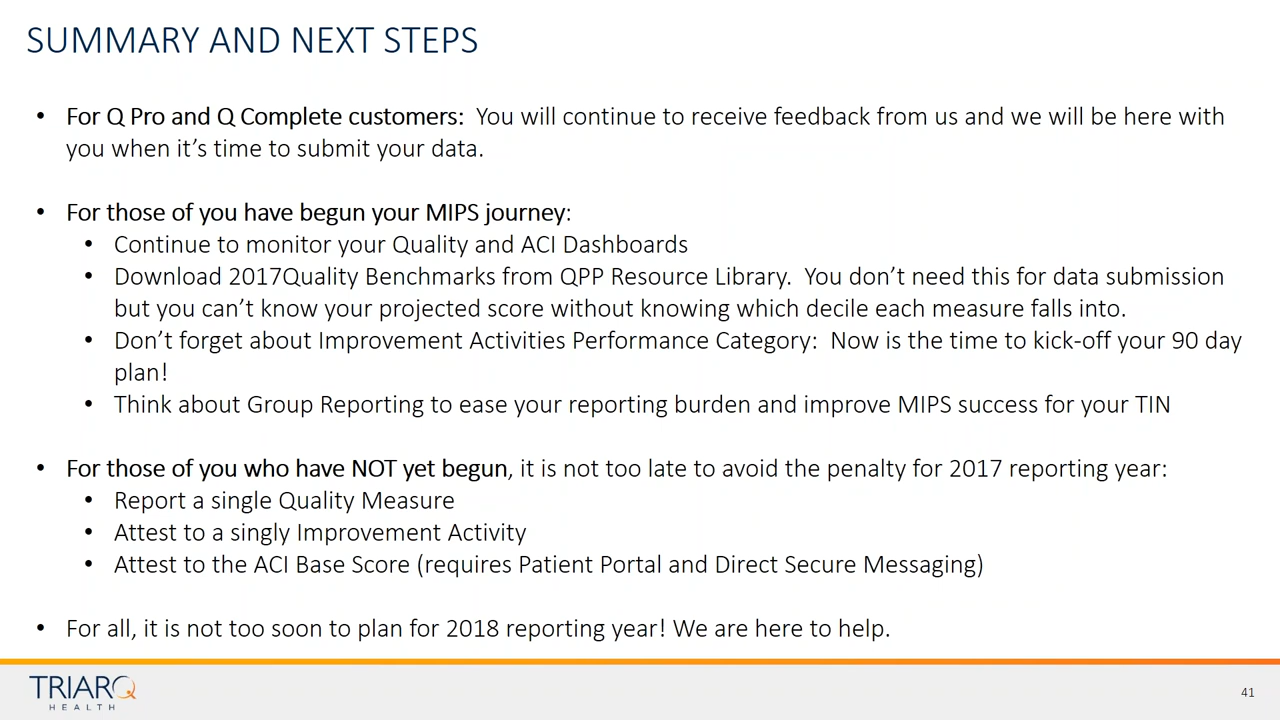 SUMMARY AND NEXT STEPS
• For Q Pro and Q Complete customers: You will continue to receive feedback from us and we will be here with
you when it’s time to submit your data.
• For those of you have begun your MIPS journey:
• Continue to monitor your Quality and ACI Dashboards
• Download 2017Quality Benchmarks from QPP Resource Library. You don’t need this for data submission
but you can’t know your projected score without knowing which decile each measure falls into.
• Don’t forget about Improvement Activities Performance Category: Now is the time to kick-off your 90 day
plan!
• Think about Group Reporting to ease your reporting burden and improve MIPS success for your TIN
• For those of you who have NOT yet begun, it is not too late to avoid the penalty for 2017 reporting year:
• Report a single Quality Measure
• Attest to a singly Improvement Activity
• Attest to the ACI Base Score (requires Patient Portal and Direct Secure Messaging)
• For all, it is not too soon to plan for 2018 reporting year! We are here to help.
TRIARQ
HEALTH
41